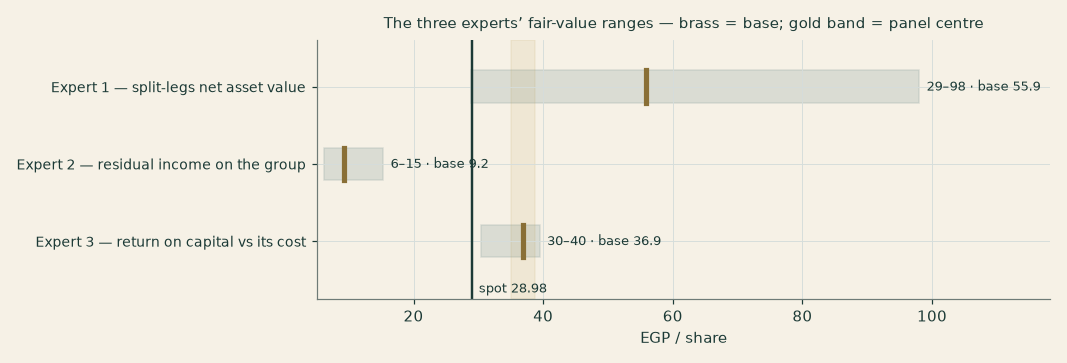 The three experts’ fair-value ranges — brass = base; gold band = panel centre
Expert 1 — split-legs net asset value
29–98 · base 55.9
Expert 2 — residual income on the group
6–15 · base 9.2
Expert 3 — return on capital vs its cost
30–40 · base 36.9
spot 28.98
20 40 60 80 100
EGP / share